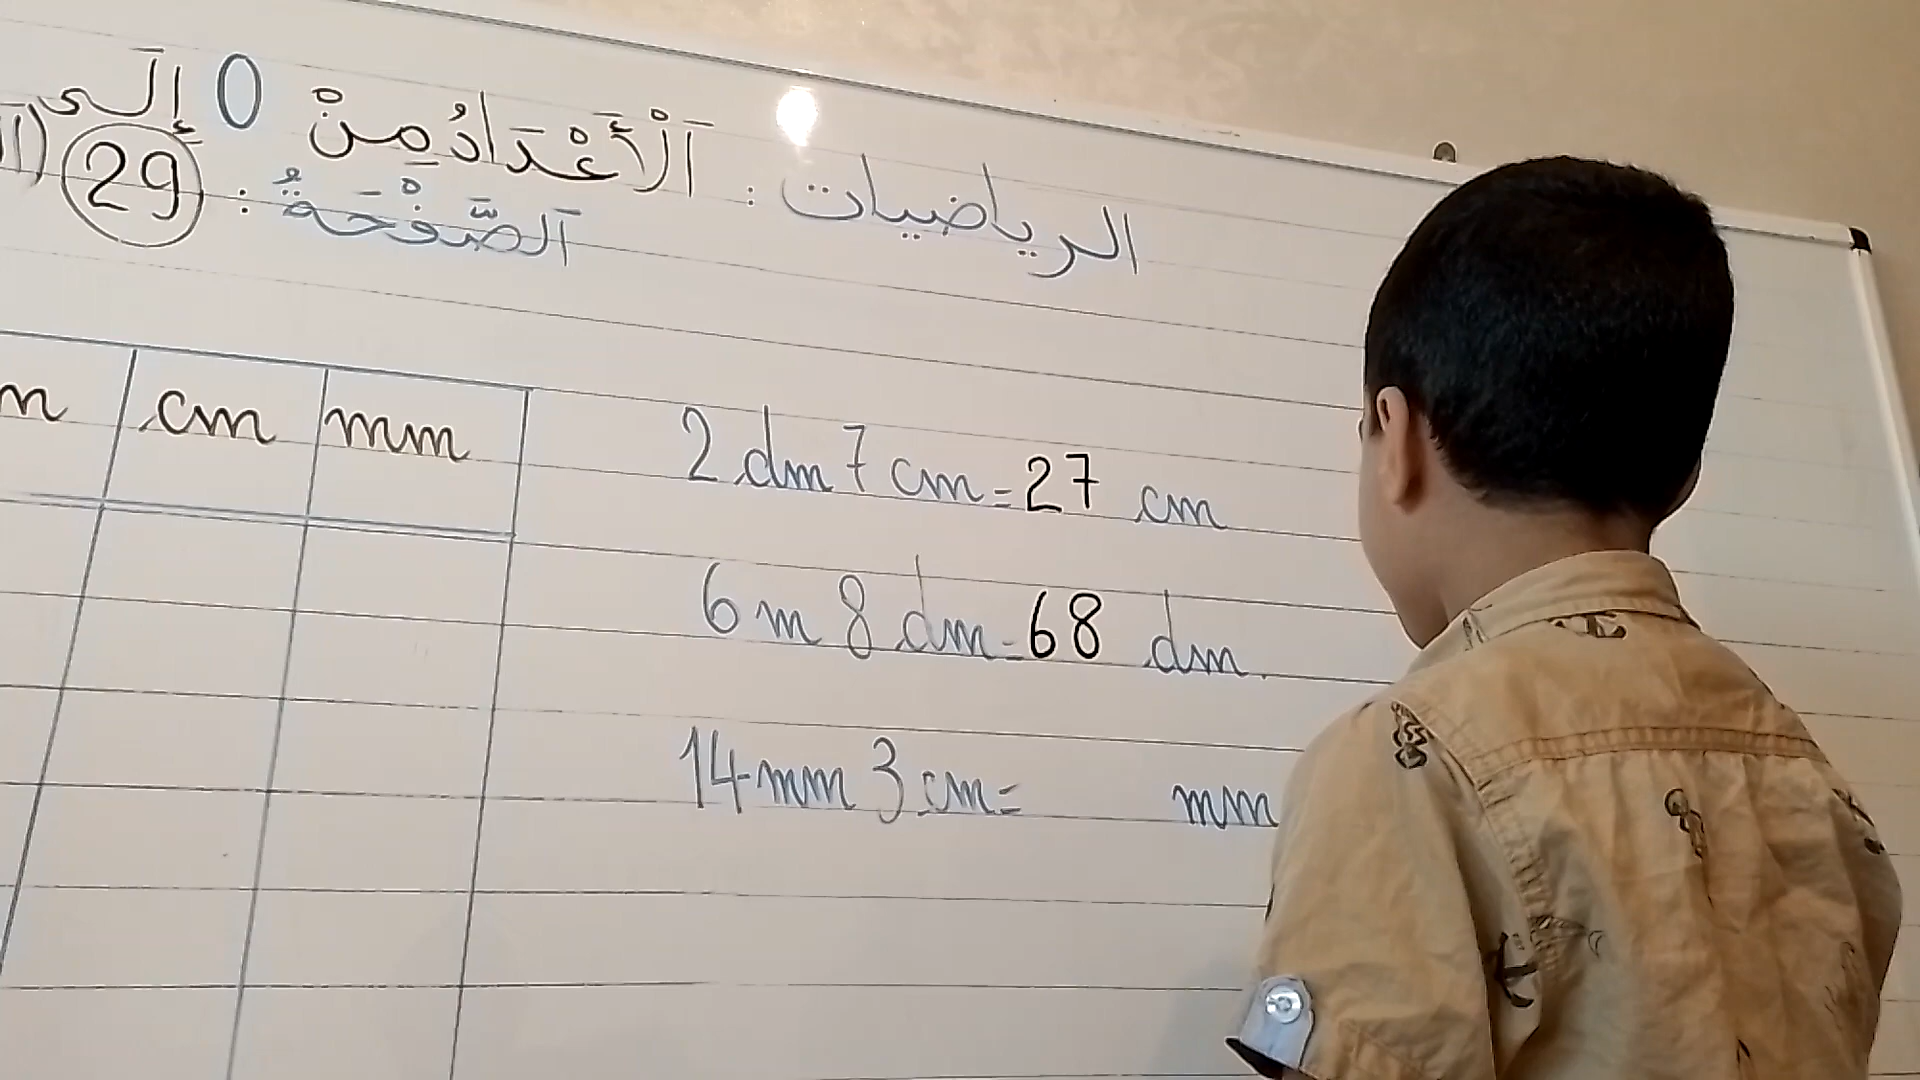 الرياضيات : اَلْأَعْدَادُ مِنْ 0 إِلَى
اَلصَّفْحَةُ : 29
cm mm
2 dm 7 cm = 27 cm
6 m 8 dm = 68 dm.
14 mm 3 cm = mm